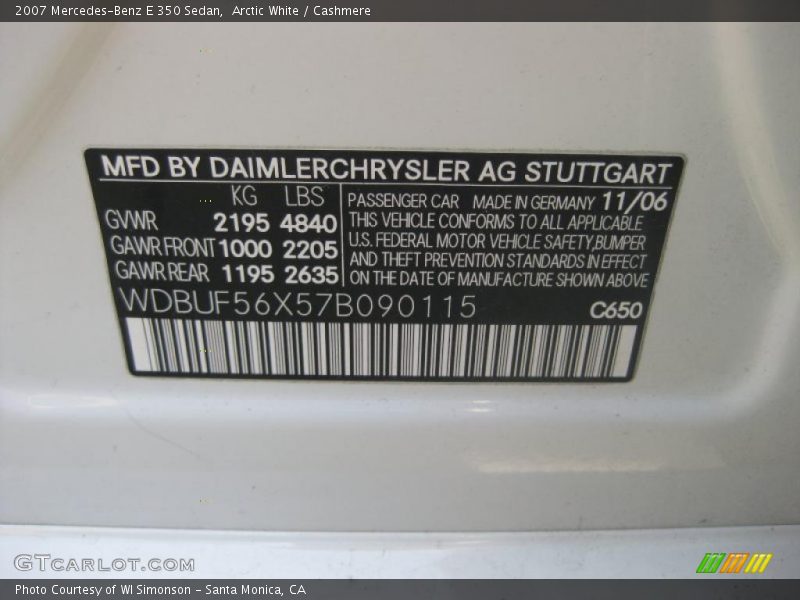 2007 Mercedes-Benz E 350 Sedan,  Arctic White / Cashmere
MFD BY DAIMLERCHRYSLER AG STUTTGART
KG LBS
GVWR 2195 4840
GAWR FRONT 1000 2205
GAWR REAR 1195 2635
PASSENGER CAR MADE IN GERMANY 11/06
THIS VEHICLE CONFORMS TO ALL APPLICABLE
U.S. FEDERAL MOTOR VEHICLE SAFETY,BUMPER
AND THEFT PREVENTION STANDARDS IN EFFECT
ON THE DATE OF MANUFACTURE SHOWN ABOVE
WDBUF56X57B090115
C650
GTCARLOT.COM
Photo Courtesy of WI Simonson - Santa Monica, CA